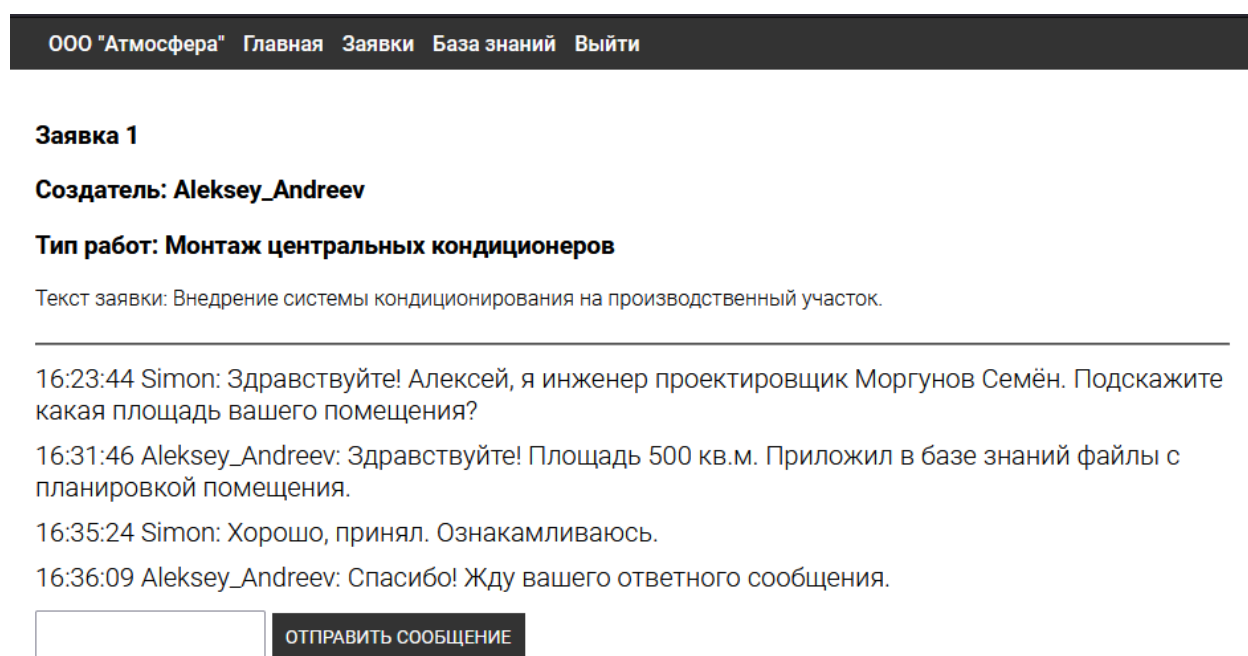 ООО "Атмосфера" Главная Заявки База знаний Выйти
Заявка 1
Создатель: Aleksey_Andreev
Тип работ: Монтаж центральных кондиционеров
Текст заявки: Внедрение системы кондиционирования на производственный участок.
16:23:44 Simon: Здравствуйте! Алексей, я инженер проектировщик Моргунов Семён. Подскажите
какая площадь вашего помещения?
16:31:46 Aleksey_Andreev: Здравствуйте! Площадь 500 кв.м. Приложил в базе знаний файлы с
планировкой помещения.
16:35:24 Simon: Хорошо, принял. Ознакамливаюсь.
16:36:09 Aleksey_Andreev: Спасибо! Жду вашего ответного сообщения.
ОТПРАВИТЬ СООБЩЕНИЕ